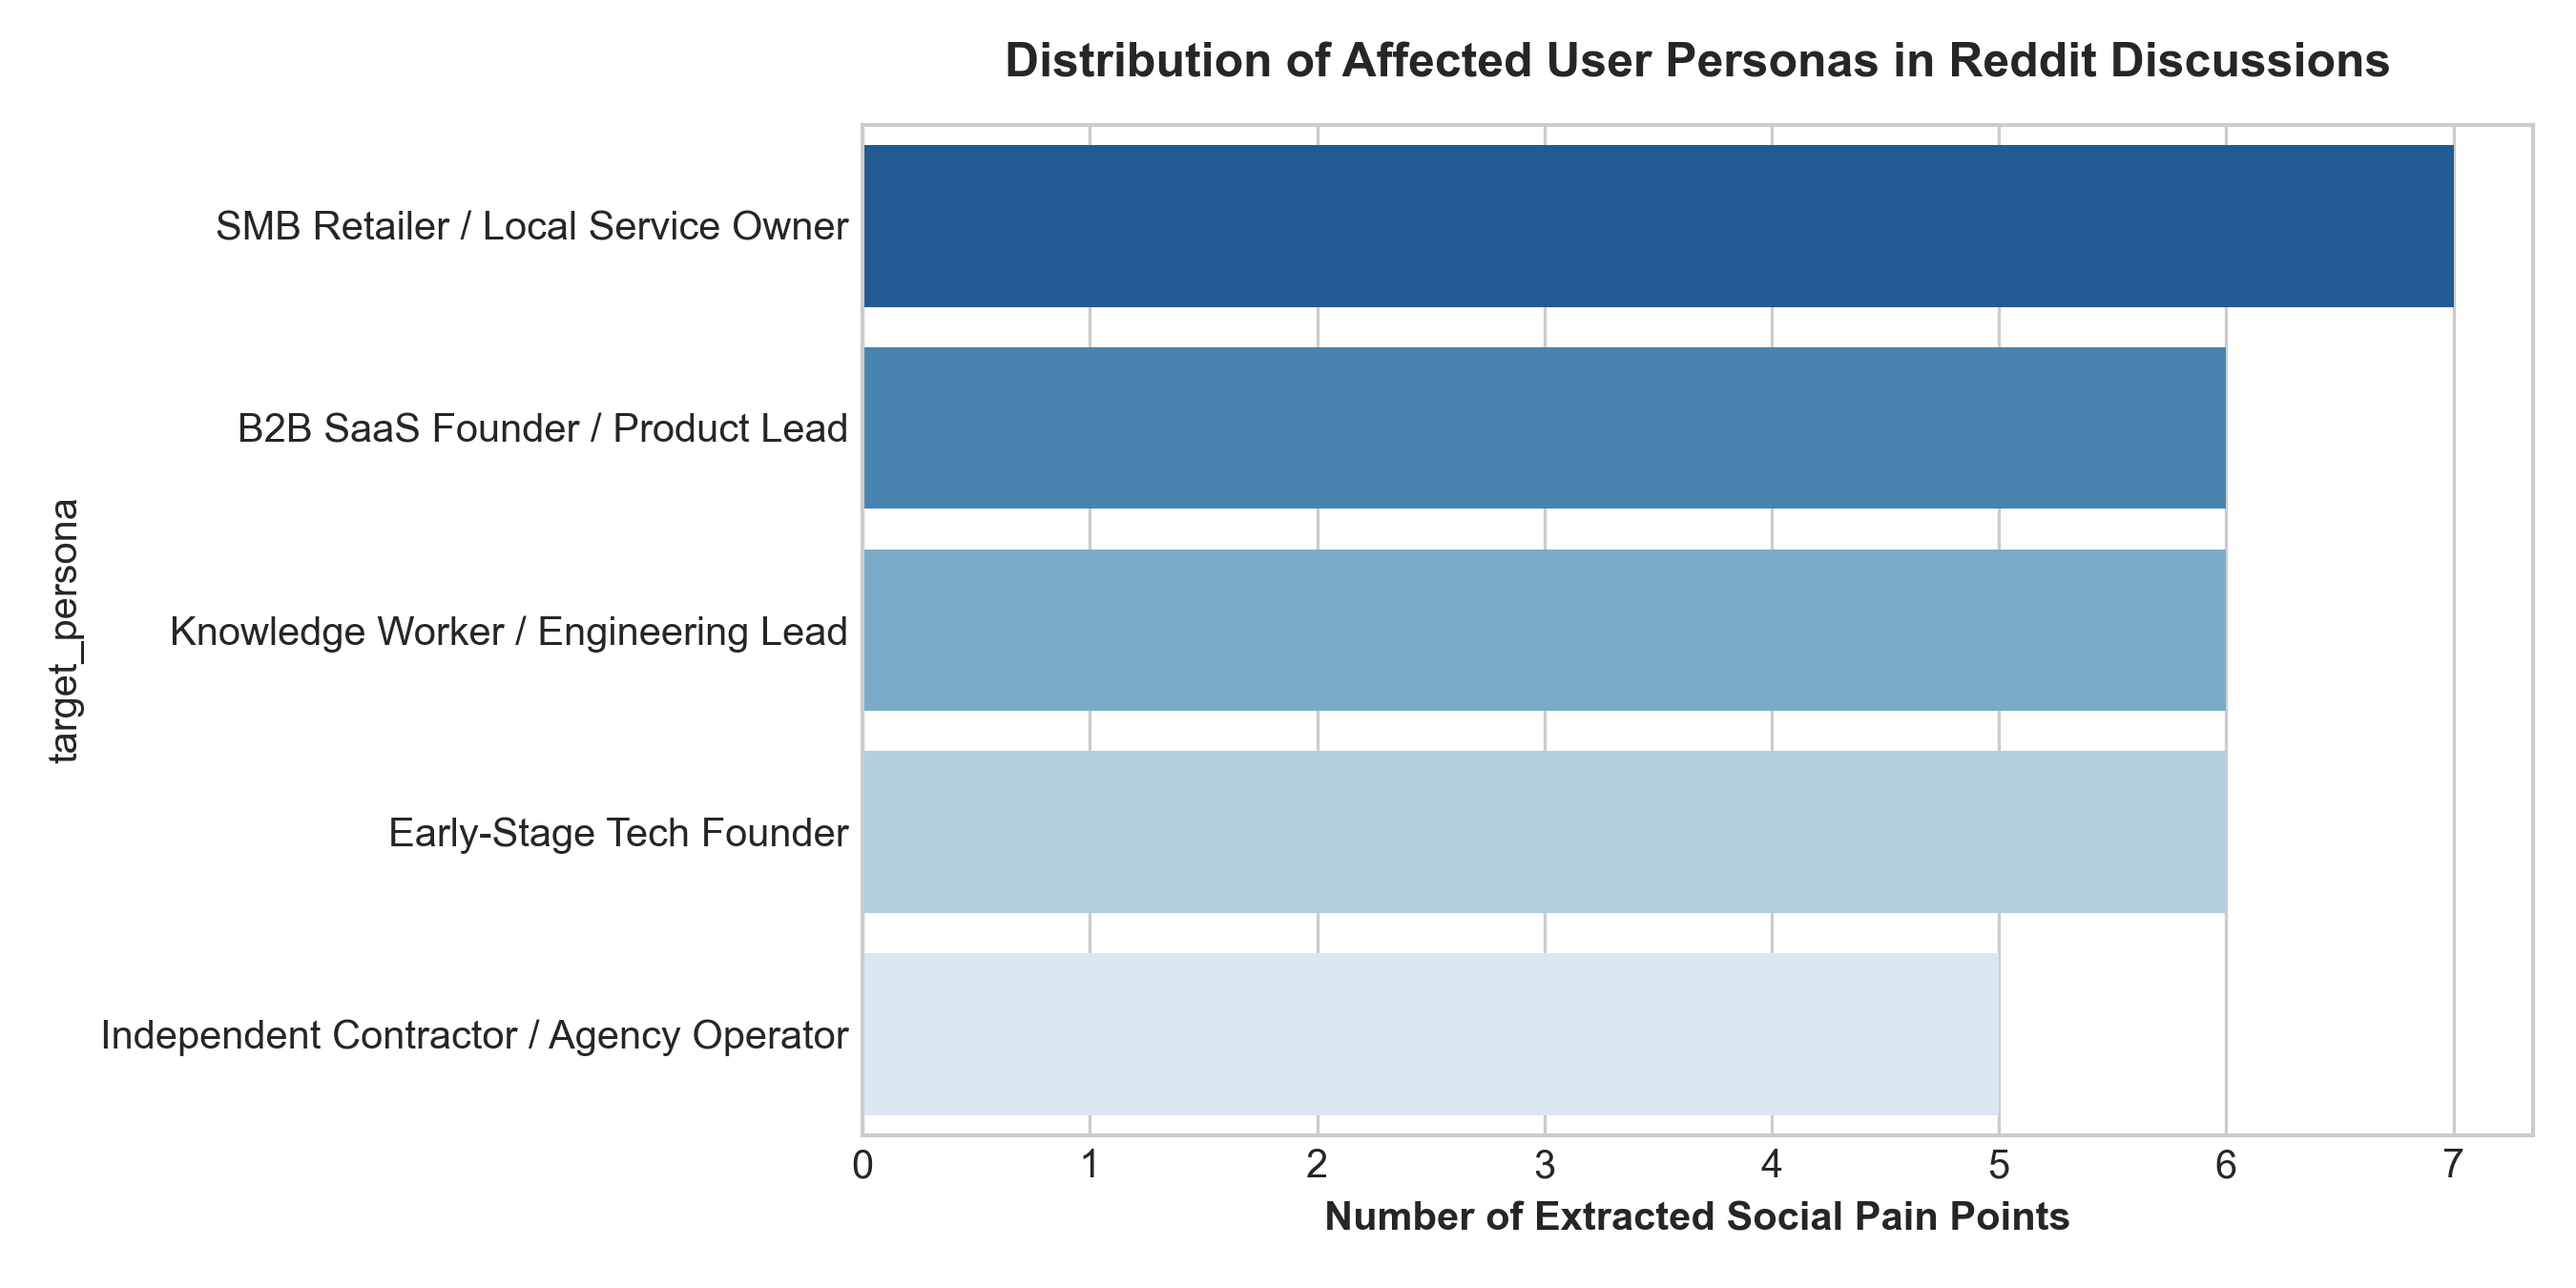 Distribution of Affected User Personas in Reddit Discussions
target_persona
SMB Retailer / Local Service Owner
B2B SaaS Founder / Product Lead
Knowledge Worker / Engineering Lead
Early-Stage Tech Founder
Independent Contractor / Agency Operator
0 1 2 3 4 5 6 7
Number of Extracted Social Pain Points